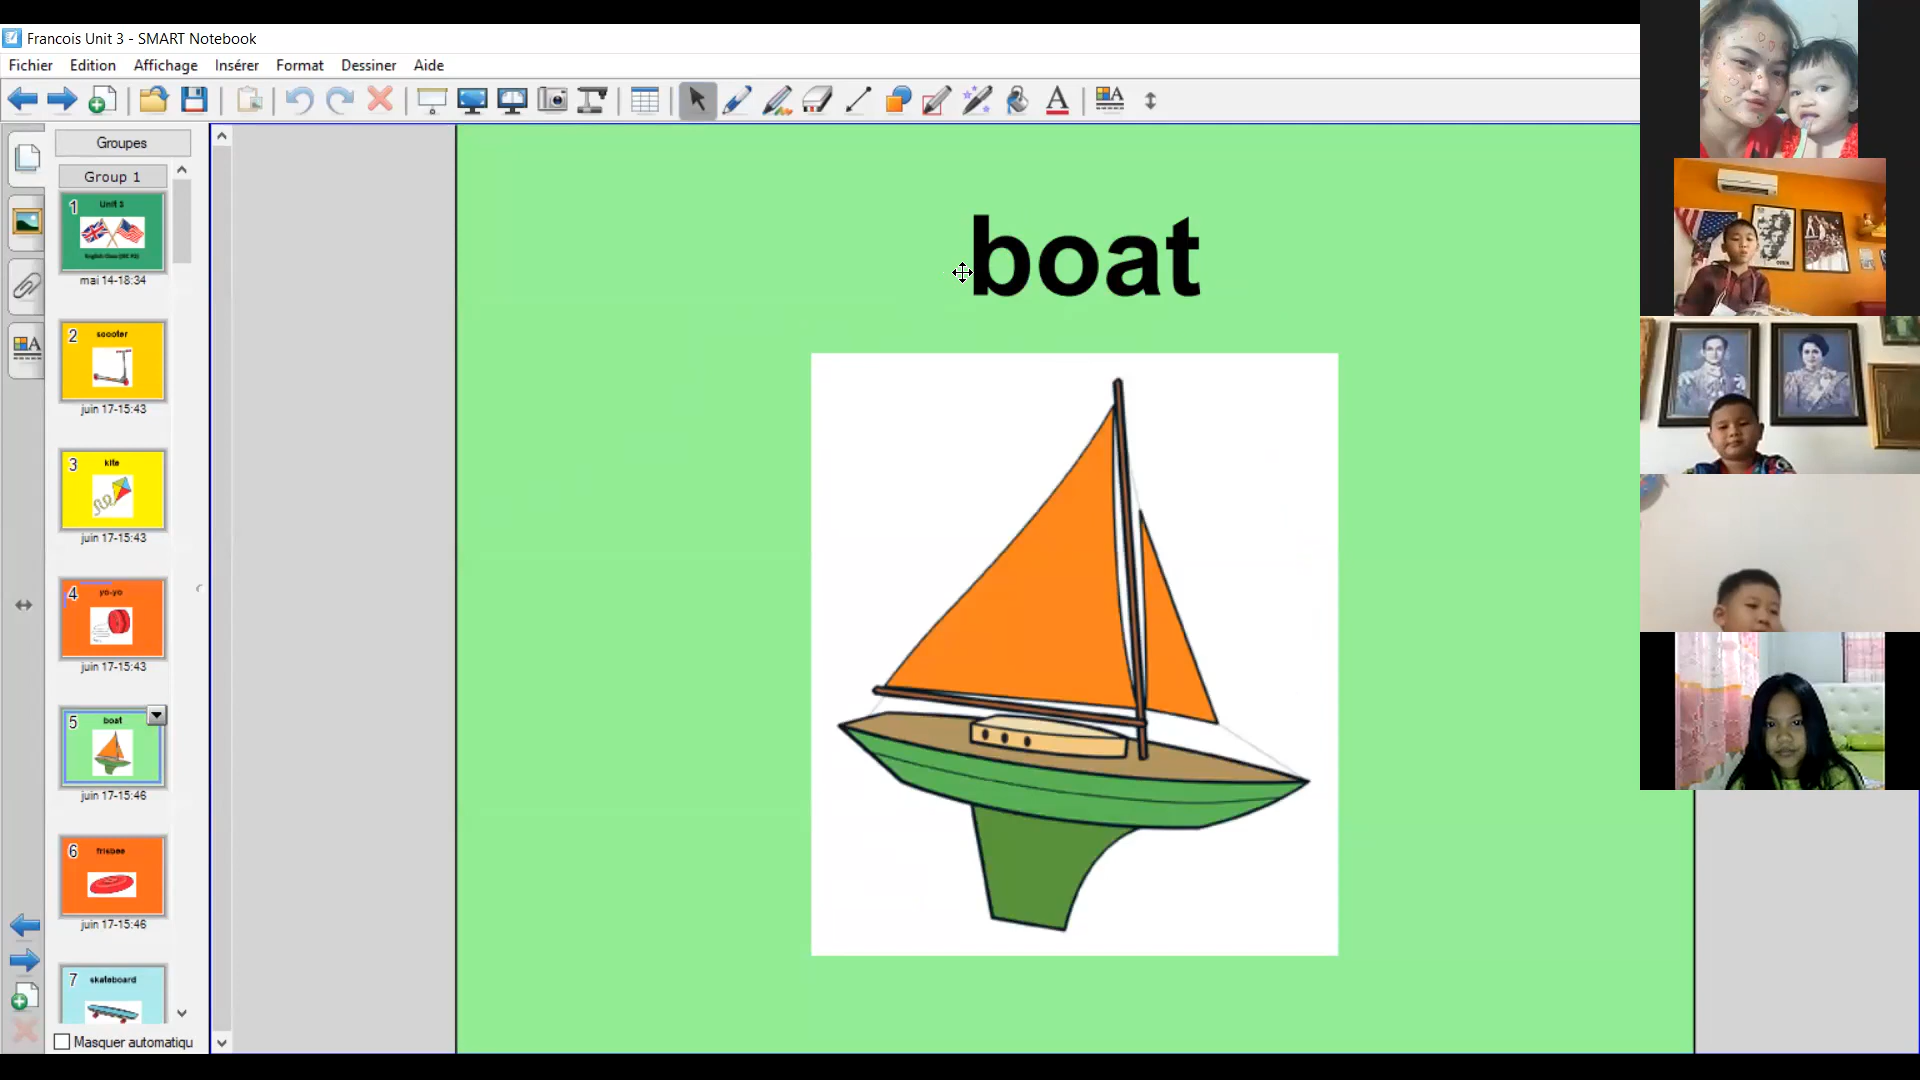 Francois Unit 3 - SMART Notebook
Fichier Edition Affichage Insérer Format Dessiner Aide
Groupes
Group 1
1
Unit 3
mai 14-18:34
2
scooter
juin 17-15:43
3
kite
juin 17-15:43
4
yo-yo
juin 17-15:43
5
boat
juin 17-15:46
6
frisbee
juin 17-15:46
7
skateboard
Masquer automatiqu
boat